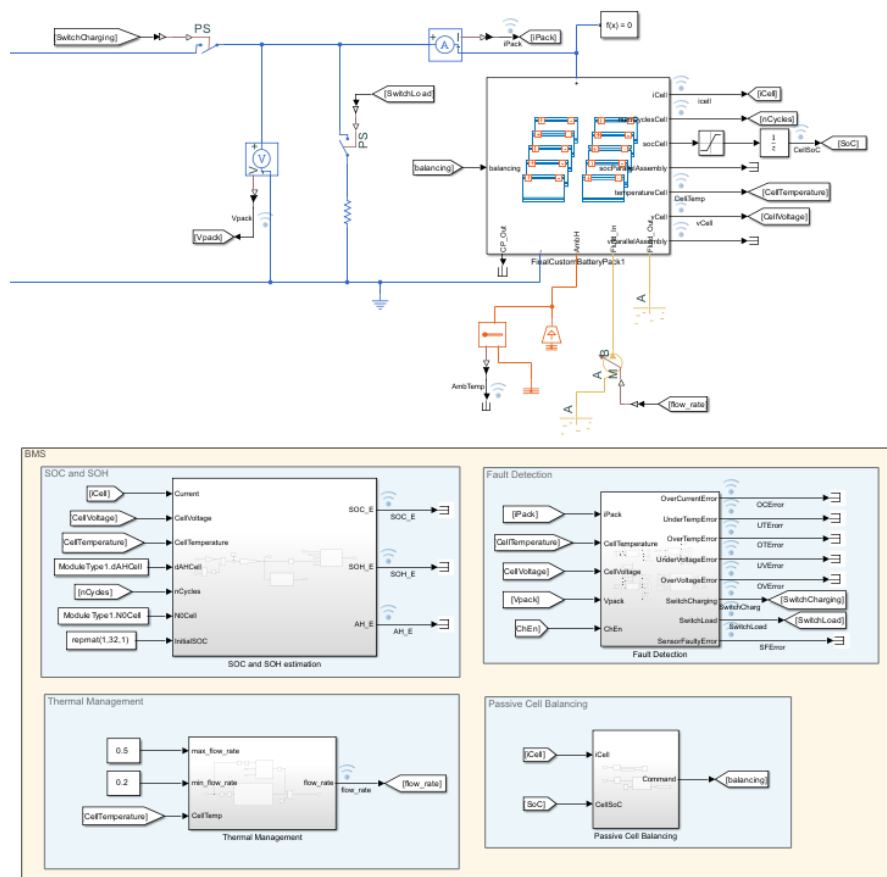 PS
[SwitchCharging]
A
I
iPack
[iPack]
f(x) = 0
[SwitchLoad]
PS
iCell
icell
[iCell]
numCyclesCell
[nCycles]
socCell
1
z
CellSoC
[SoC]
balancing]
balancing
socParallelAssembly
temperatureCell
CellTemp
[CellTemperature]
V
V
Vpack
[Vpack]
vCell
vCell
[CellVoltage]
vParallelAssembly
CP_Out
AmbH
Fluid_In
Fluid_Out
FinalCustomBatteryPack1
A
B
A
M
AmbTemp
A
[flow_rate]
BMS
SOC and SOH
[iCell]
Current
[CellVoltage]
CellVoltage
CellTemperature]
CellTemperature
ModuleType1.dAHCell
dAHCell
[nCycles]
nCycles
ModuleType1.N0Cell
N0Cell
repmat(1,32,1)
InitialSOC
SOC_E
SOC_E
SOH_E
SOH_E
AH_E
AH_E
SOC and SOH estimation
Fault Detection
[iPack]
iPack
CellTemperature]
CellTemperature
CellVoltage]
CellVoltage
[Vpack]
Vpack
ChEn]
ChEn
OverCurrentError
OCError
UnderTempError
UTErorr
OverTempError
OTError
UnderVoltageError
UVError
OverVoltageError
OVError
SwitchCharging
SwitchCharg
[SwitchCharging]
SwitchLoad
SwitchLoad
[SwitchLoad]
SensorFaultyError
SFError
Fault Detection
Thermal Management
0.5
max_flow_rate
0.2
min_flow_rate
[CellTemperature]
CellTemp
flow_rate
flow_rate
[flow_rate]
Thermal Management
Passive Cell Balancing
[iCell]
iCell
[SoC]
CellSoC
Command
[balancing]
Passive Cell Balancing